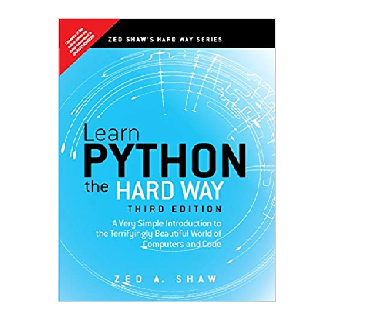 ZED SHAW'S HARD WAY SERIES
Learn
PYTHON
the HARD WAY
THIRD EDITION
A Very Simple Introduction to
the Terrifyingly Beautiful World of
Computers and Code
ZED A. SHAW